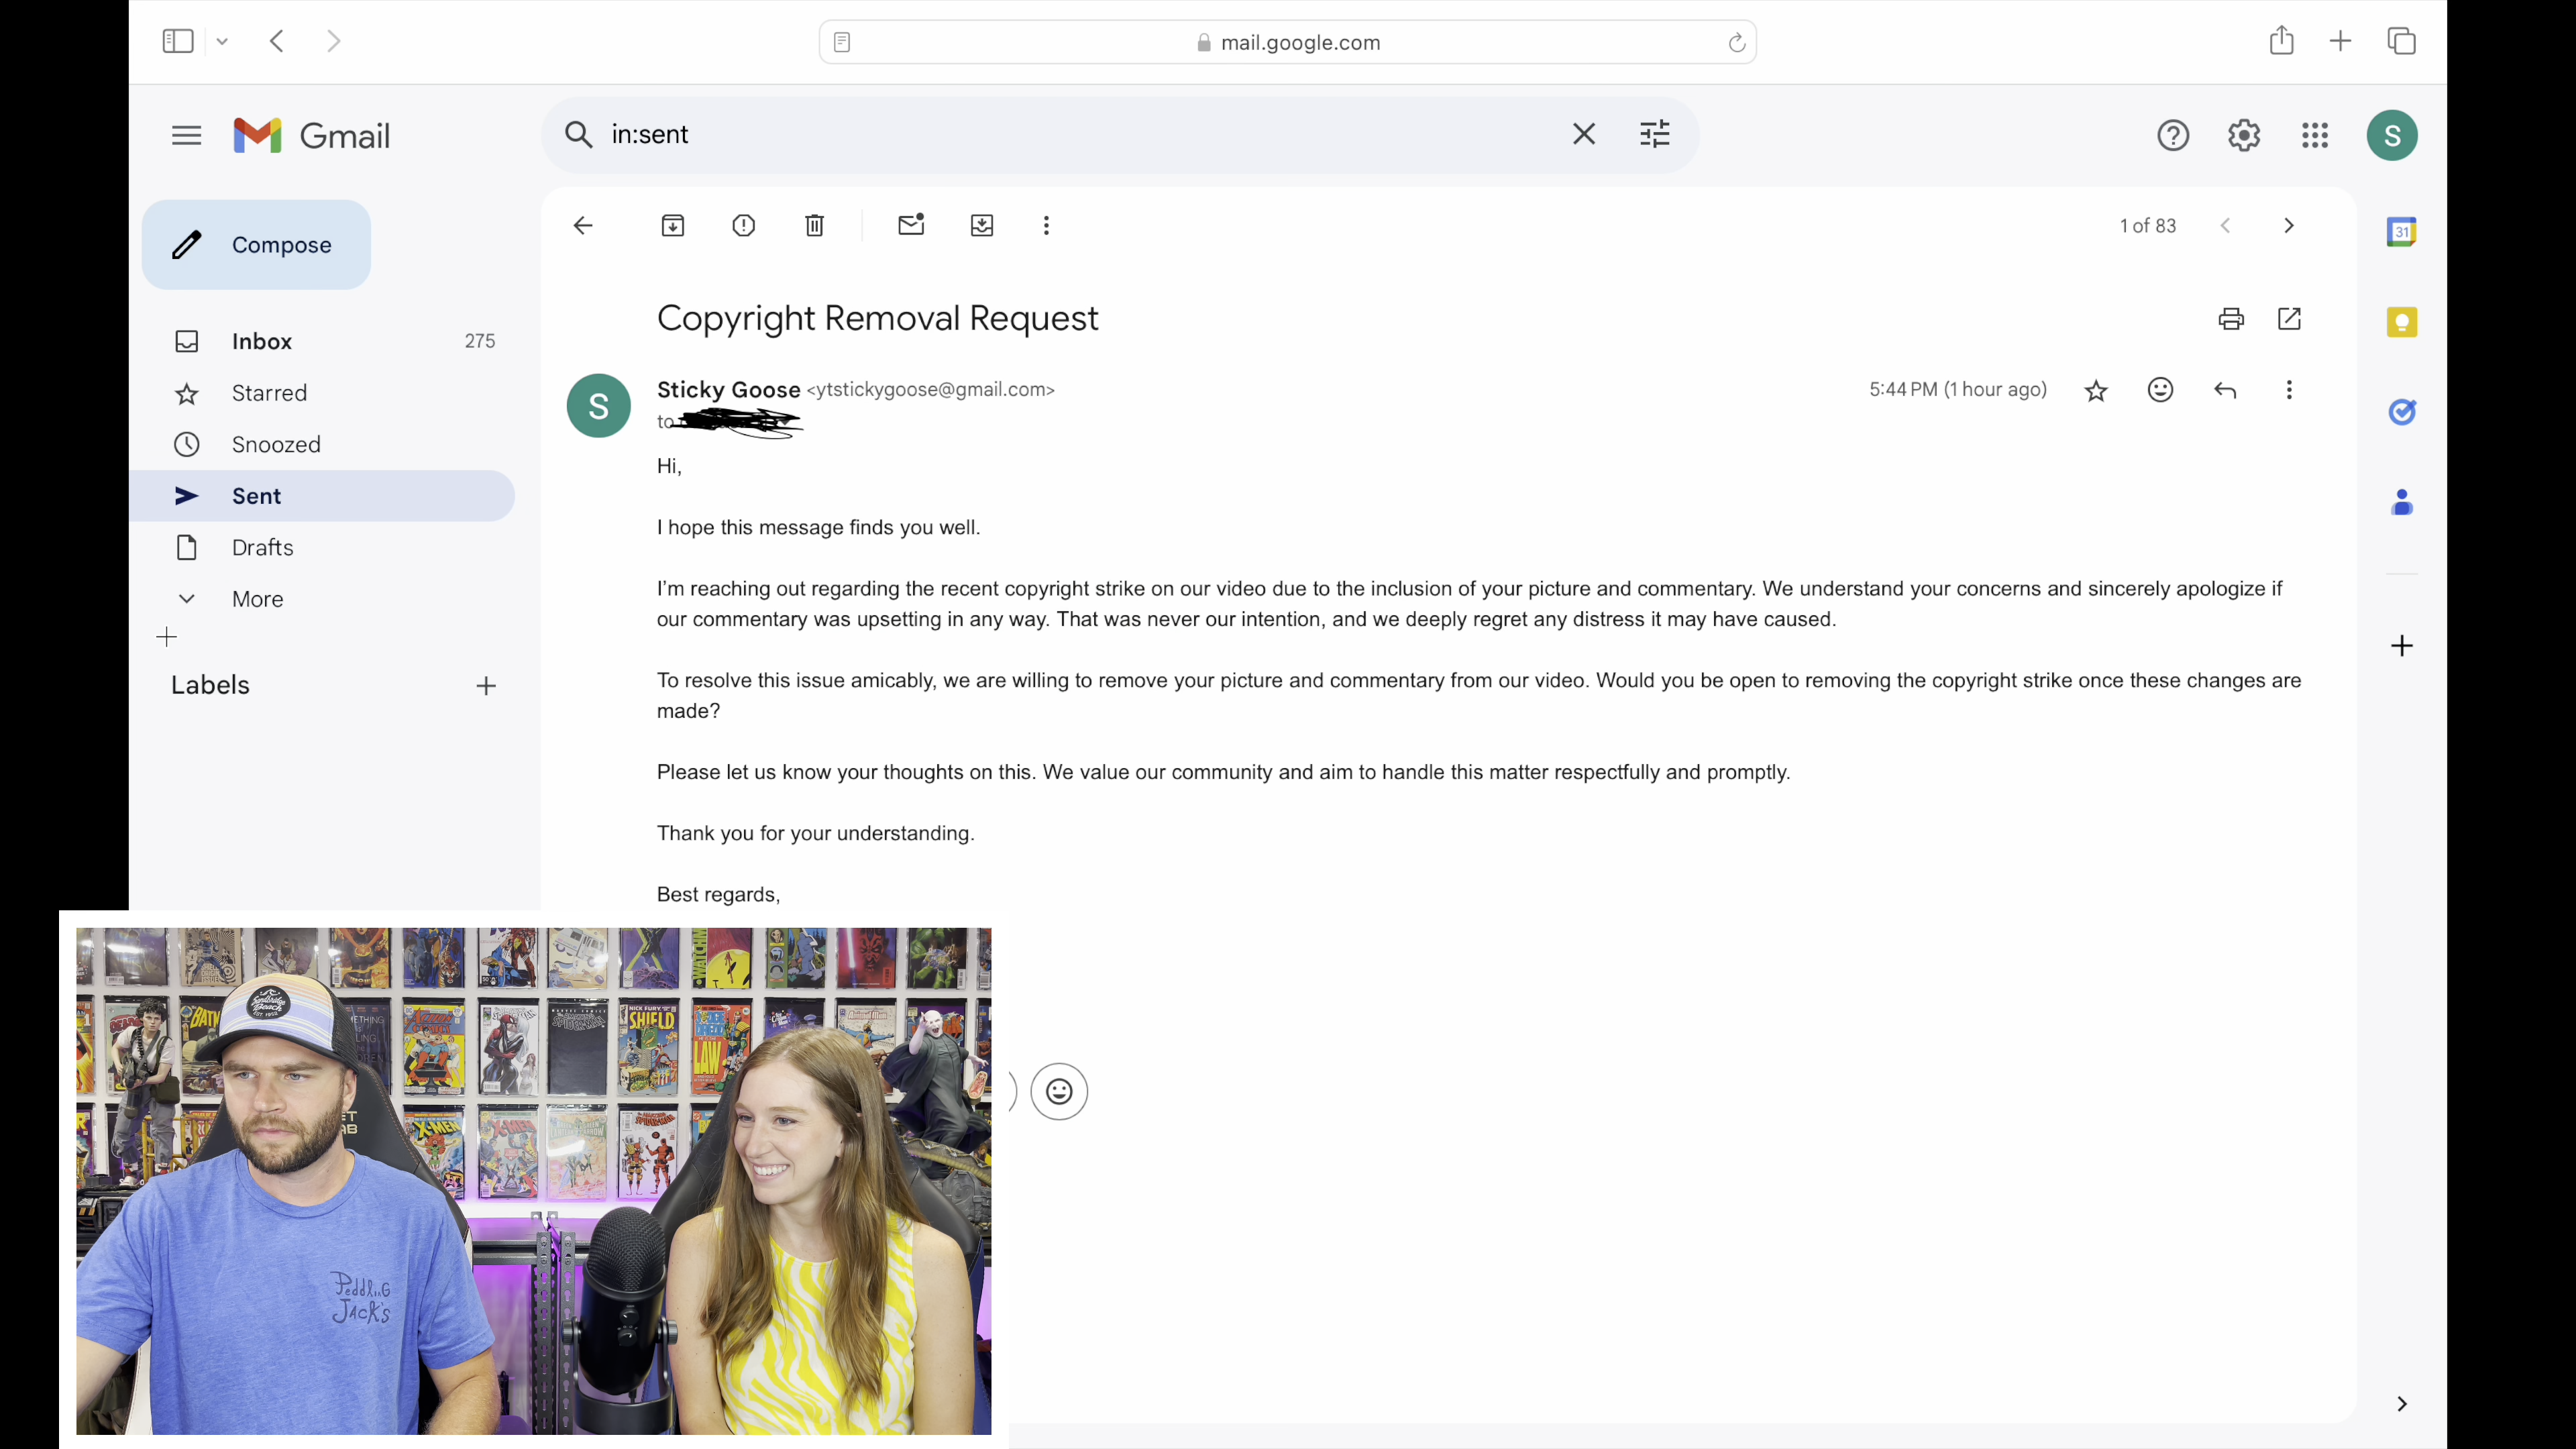 mail.google.com
Gmail
in:sent
S
Compose
1 of 83
31
Inbox 275
Starred
Snoozed
Sent
Drafts
More
Labels
Copyright Removal Request
S
Sticky Goose <ytstickygoose@gmail.com>
5:44 PM (1 hour ago)
to
Hi,
I hope this message finds you well.
I’m reaching out regarding the recent copyright strike on our video due to the inclusion of your picture and commentary. We understand your concerns and sincerely apologize if
our commentary was upsetting in any way. That was never our intention, and we deeply regret any distress it may have caused.
To resolve this issue amicably, we are willing to remove your picture and commentary from our video. Would you be open to removing the copyright strike once these changes are
made?
Please let us know your thoughts on this. We value our community and aim to handle this matter respectfully and promptly.
Thank you for your understanding.
Best regards,
WATCHM
BATM
NICK FURY
SHIELD
LAW
X-MEN
X-MEN
PeddlinG
JAcK's